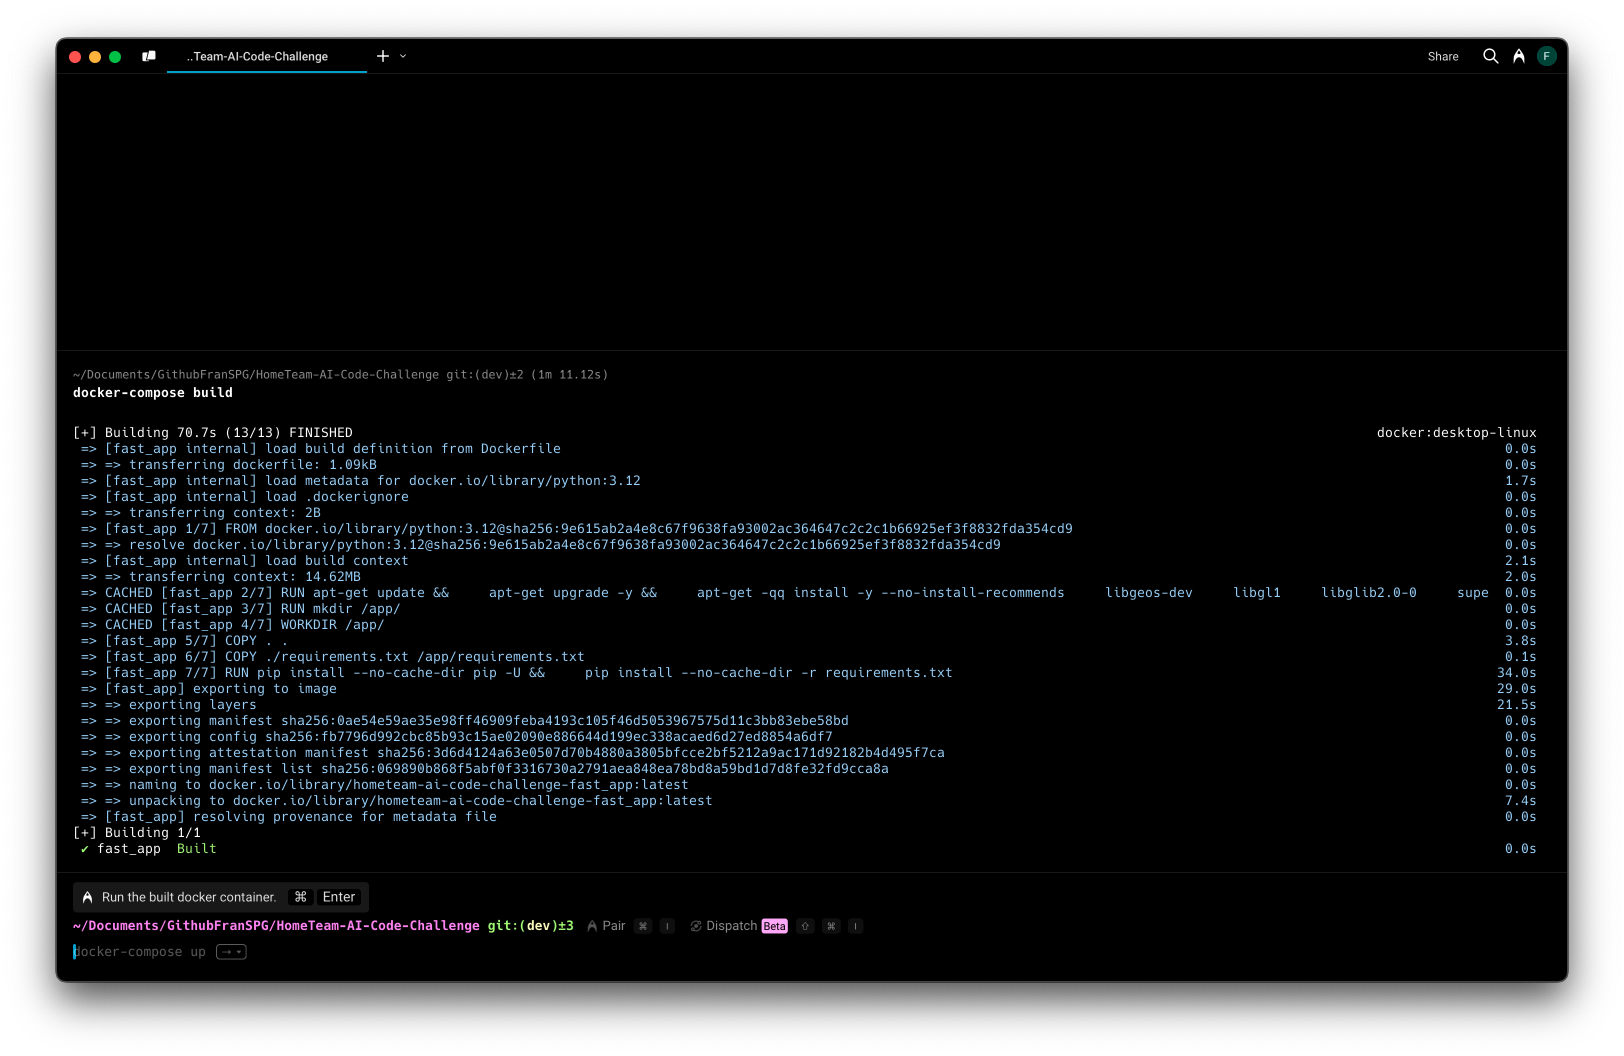 ..Team-AI-Code-Challenge
Share
F
~/Documents/GithubFranSPG/HomeTeam-AI-Code-Challenge git:(dev)±2 (1m 11.12s)
docker-compose build
[+] Building 70.7s (13/13) FINISHED docker:desktop-linux
=> [fast_app internal] load build definition from Dockerfile 0.0s
=> => transferring dockerfile: 1.09kB 0.0s
=> [fast_app internal] load metadata for docker.io/library/python:3.12 1.7s
=> [fast_app internal] load .dockerignore 0.0s
=> => transferring context: 2B 0.0s
=> [fast_app 1/7] FROM docker.io/library/python:3.12@sha256:9e615ab2a4e8c67f9638fa93002ac364647c2c2c1b66925ef3f8832fda354cd9 0.0s
=> => resolve docker.io/library/python:3.12@sha256:9e615ab2a4e8c67f9638fa93002ac364647c2c2c1b66925ef3f8832fda354cd9 0.0s
=> [fast_app internal] load build context 2.1s
=> => transferring context: 14.62MB 2.0s
=> CACHED [fast_app 2/7] RUN apt-get update &&     apt-get upgrade -y &&     apt-get -qq install -y --no-install-recommends     libgeos-dev     libgl1     libglib2.0-0     supe 0.0s
=> CACHED [fast_app 3/7] RUN mkdir /app/ 0.0s
=> CACHED [fast_app 4/7] WORKDIR /app/ 0.0s
=> [fast_app 5/7] COPY . . 3.8s
=> [fast_app 6/7] COPY ./requirements.txt /app/requirements.txt 0.1s
=> [fast_app 7/7] RUN pip install --no-cache-dir pip -U &&     pip install --no-cache-dir -r requirements.txt 34.0s
=> [fast_app] exporting to image 29.0s
=> => exporting layers 21.5s
=> => exporting manifest sha256:0ae54e59ae35e98ff46909feba4193c105f46d5053967575d11c3bb83ebe58bd 0.0s
=> => exporting config sha256:fb7796d992cbc85b93c15ae02090e886644d199ec338acaed6d27ed8854a6df7 0.0s
=> => exporting attestation manifest sha256:3d6d4124a63e0507d70b4880a3805bfcce2bf5212a9ac171d92182b4d495f7ca 0.0s
=> => exporting manifest list sha256:069890b868f5abf0f3316730a2791aea848ea78bd8a59bd1d7d8fe32fd9cca8a 0.0s
=> => naming to docker.io/library/hometeam-ai-code-challenge-fast_app:latest 0.0s
=> => unpacking to docker.io/library/hometeam-ai-code-challenge-fast_app:latest 7.4s
=> [fast_app] resolving provenance for metadata file 0.0s
[+] Building 1/1
✔ fast_app  Built 0.0s
Run the built docker container. ⌘ Enter
~/Documents/GithubFranSPG/HomeTeam-AI-Code-Challenge git:(dev)±3 Pair ⌘ I Dispatch Beta ⇧ ⌘ I
docker-compose up →